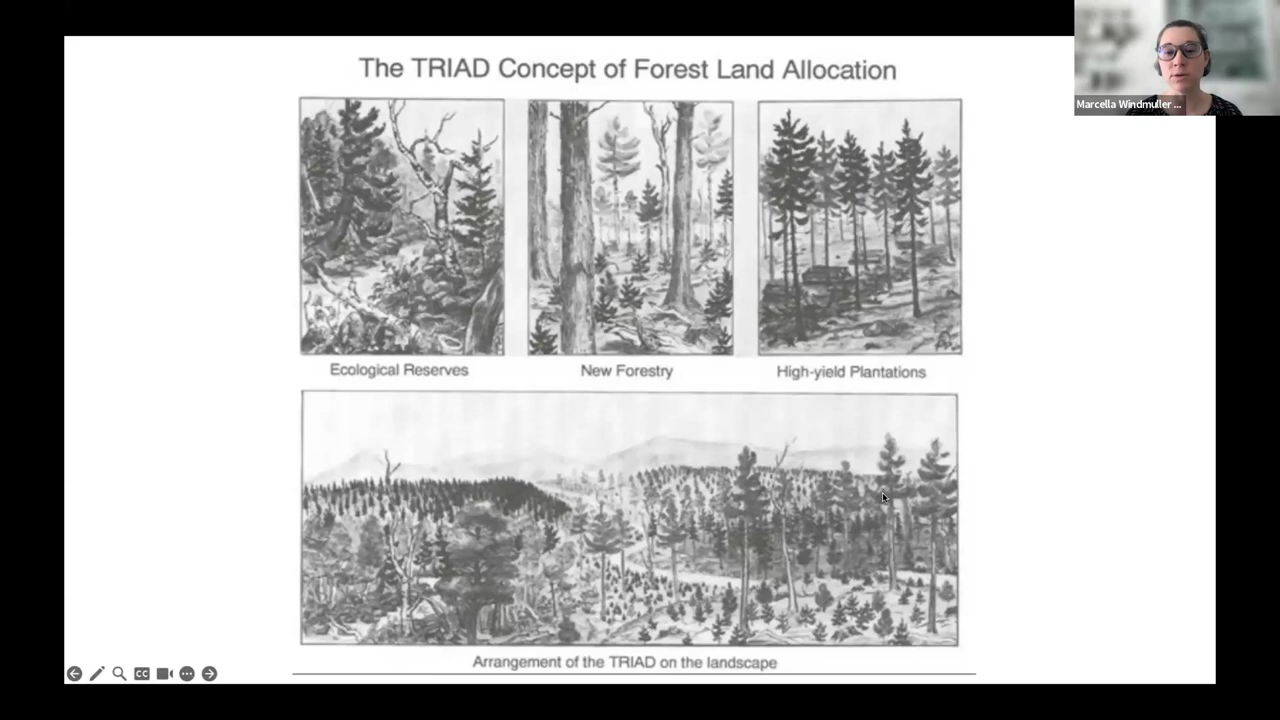 The TRIAD Concept of Forest Land Allocation
Marcella Windmuller ...
Ecological Reserves
New Forestry
High-yield Plantations
Arrangement of the TRIAD on the landscape
CC